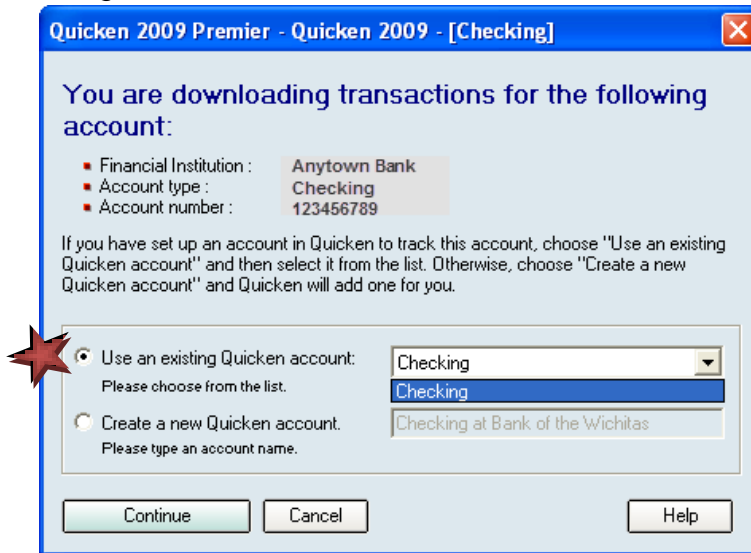 Quicken 2009 Premier - Quicken 2009 - [Checking]
You are downloading transactions for the following
account:
Financial Institution : Anytown Bank
Account type : Checking
Account number : 123456789
If you have set up an account in Quicken to track this account, choose "Use an existing
Quicken account" and then select it from the list. Otherwise, choose "Create a new
Quicken account" and Quicken will add one for you.
Use an existing Quicken account: Checking
Please choose from the list. Checking
Create a new Quicken account. Checking at Bank of the Wichitas
Please type an account name.
Continue Cancel Help